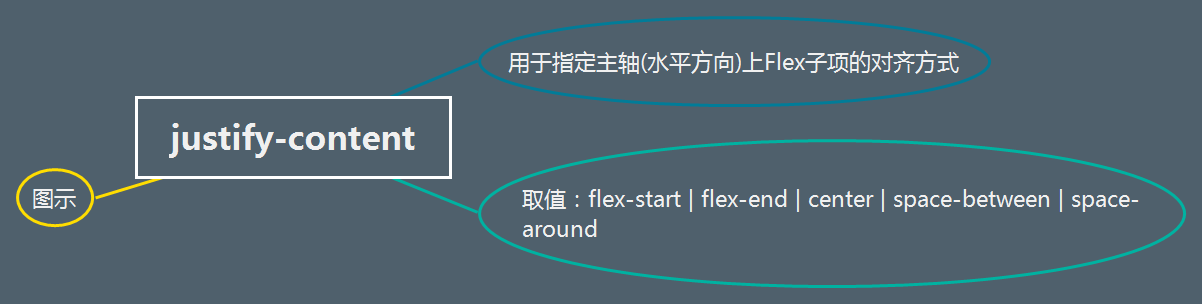 用于指定主轴(水平方向)上Flex子项的对齐方式
justify-content
图示
取值：flex-start | flex-end | center | space-between | space-
around